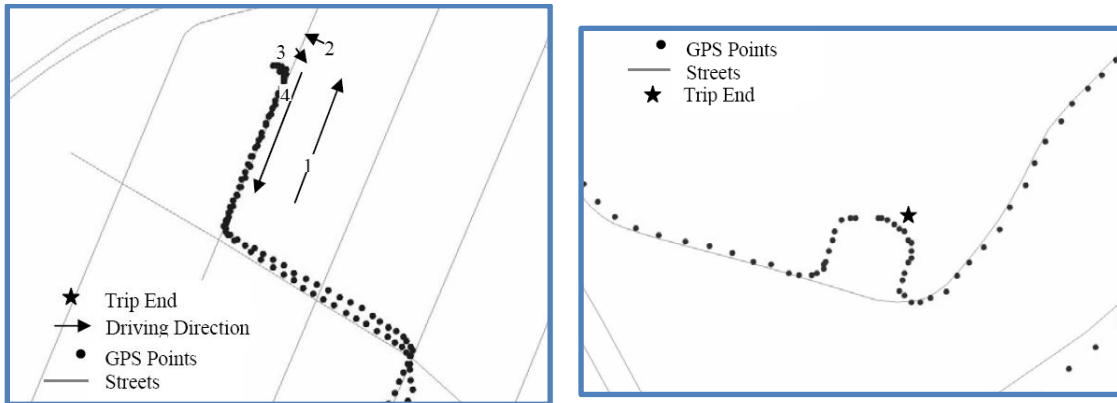 2
3
4
1
Trip End
Driving Direction
GPS Points
Streets
GPS Points
Streets
Trip End